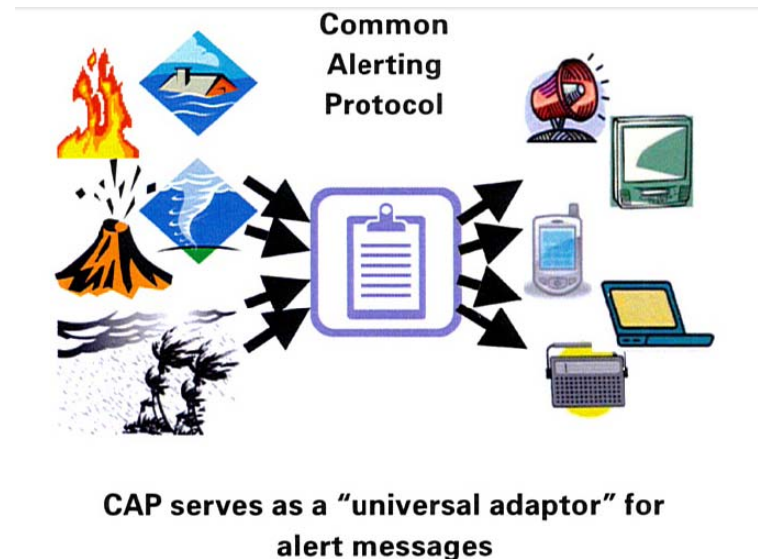 Common
Alerting
Protocol
CAP serves as a “universal adaptor” for
alert messages